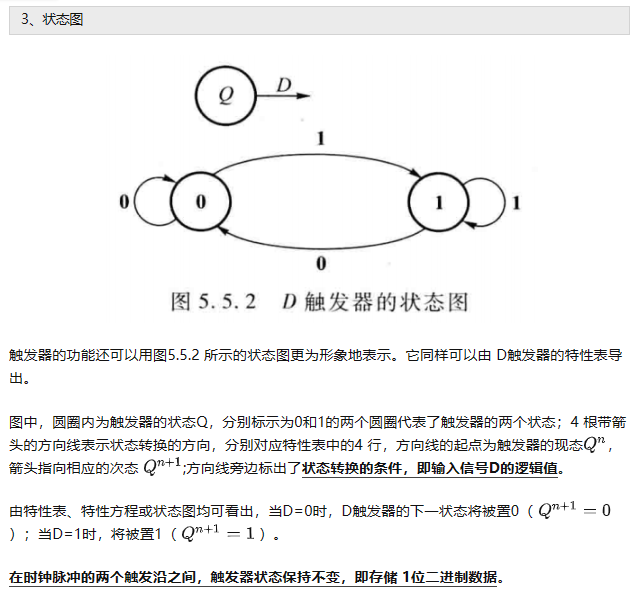 3、状态图
Q
D
1
0
0
1
1
0
图 5.5.2 D 触发器的状态图
触发器的功能还可以用图5.5.2 所示的状态图更为形象地表示。它同样可以由 D触发器的特性表导
出。
图中，圆圈内为触发器的状态Q，分别标示为0和1的两个圆圈代表了触发器的两个状态；4 根带箭
头的方向线表示状态转换的方向，分别对应特性表中的4 行，方向线的起点为触发器的现态Qⁿ，
箭头指向相应的次态 Qⁿ⁺¹;方向线旁边标出了状态转换的条件，即输入信号D的逻辑值。
由特性表、特性方程或状态图均可看出，当D=0时，D触发器的下一状态将被置0（ Qⁿ⁺¹ = 0
）；当D=1时，将被置1（ Qⁿ⁺¹ = 1 ）。
在时钟脉冲的两个触发沿之间，触发器状态保持不变，即存储 1位二进制数据。